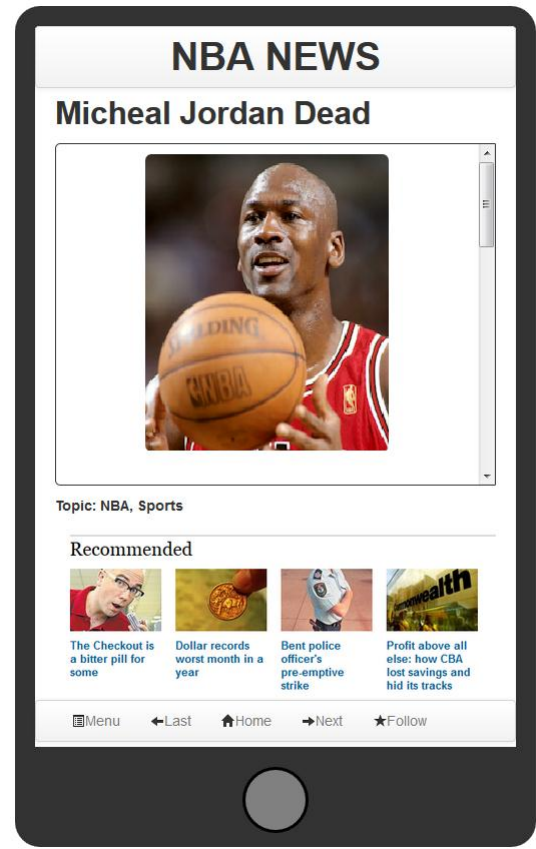 NBA NEWS
Micheal Jordan Dead
SPALDING
NBA
Topic: NBA, Sports
Recommended
The Checkout is
a bitter pill for
some
Dollar records
worst month in a
year
Bent police
officer's
pre-emptive
strike
Profit above all
else: how CBA
lost savings and
hid its tracks
Menu
Last
Home
Next
Follow